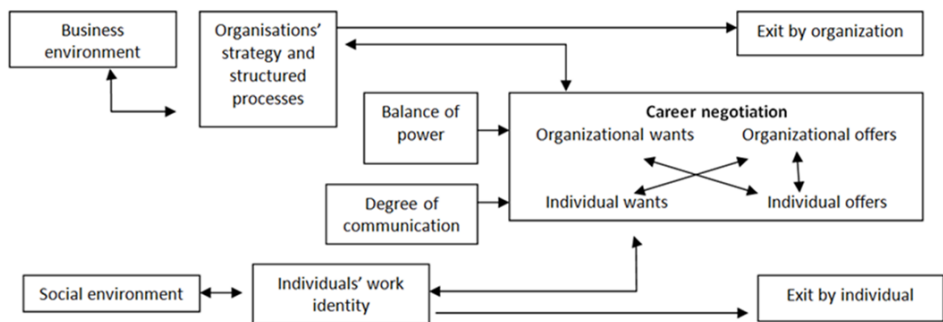 Business
environment
Organisations'
strategy and
structured
processes
Exit by organization
Balance of
power
Career negotiation
Organizational wants
Organizational offers
Individual wants
Individual offers
Degree of
communication
Social environment
Individuals' work
identity
Exit by individual